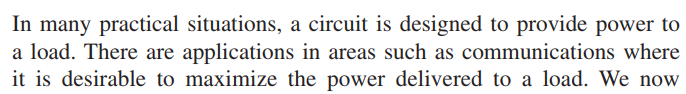 In many practical situations, a circuit is designed to provide power to
a load. There are applications in areas such as communications where
it is desirable to maximize the power delivered to a load. We now